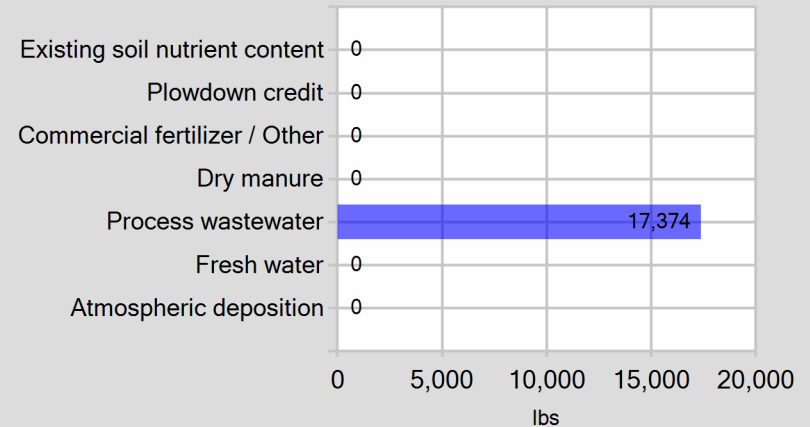 Existing soil nutrient content 0
Plowdown credit 0
Commercial fertilizer / Other 0
Dry manure 0
Process wastewater 17,374
Fresh water 0
Atmospheric deposition 0
0 5,000 10,000 15,000 20,000
lbs